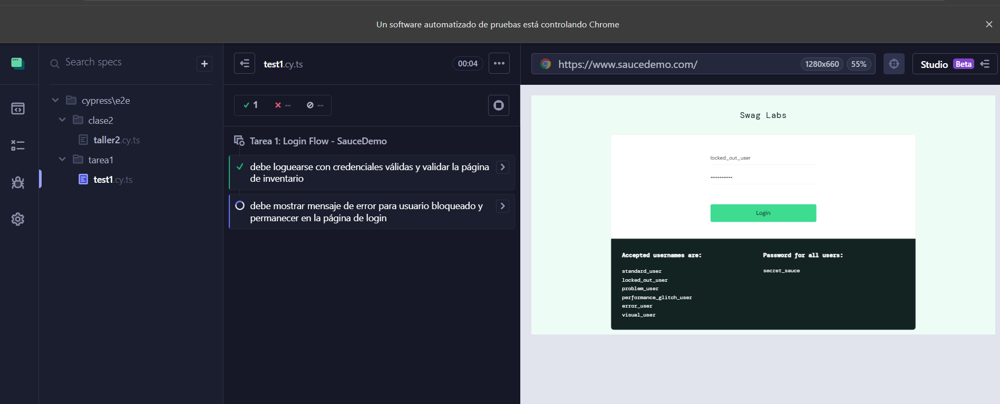 Un software automatizado de pruebas está controlando Chrome
Search specs
cypress\e2e
clase2
taller2.cy.ts
tarea1
test1.cy.ts
test1.cy.ts
00:04
1
--
--
Tarea 1: Login Flow - SauceDemo
debe loguearse con credenciales válidas y validar la página
de inventario
debe mostrar mensaje de error para usuario bloqueado y
permanecer en la página de login
https://www.saucedemo.com/
1280x660
55%
Studio
Beta
Swag Labs
locked_out_user
Login
Accepted usernames are:
standard_user
locked_out_user
problem_user
performance_glitch_user
error_user
visual_user
Password for all users:
secret_sauce